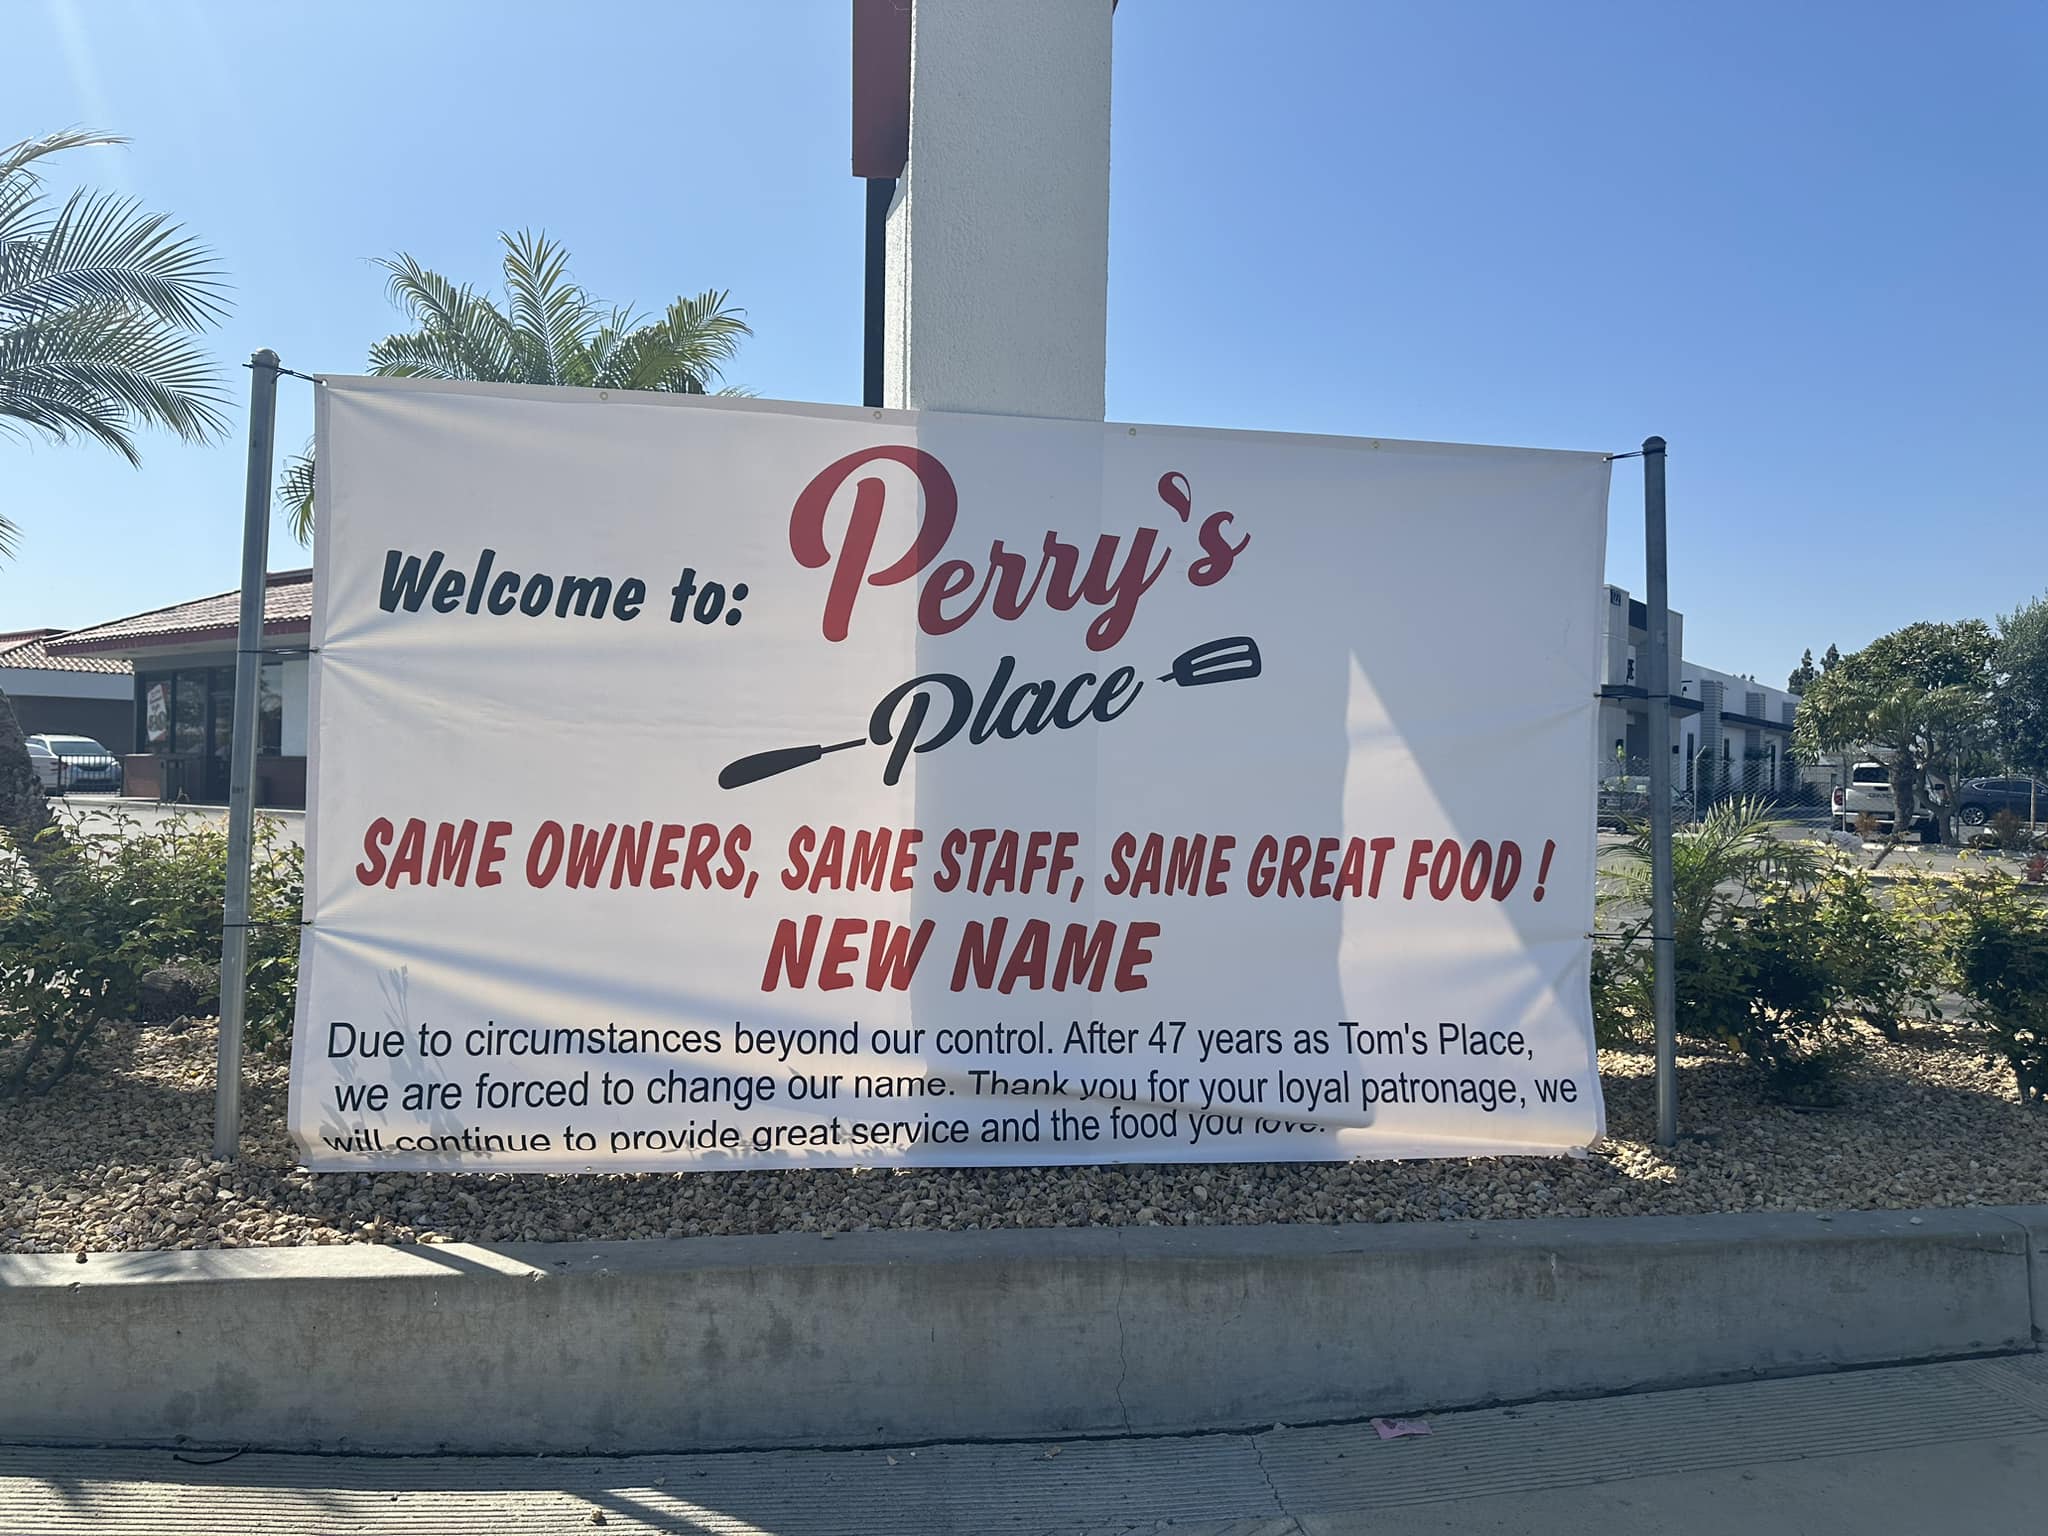 Welcome to: Perry's
Place
SAME OWNERS, SAME STAFF, SAME GREAT FOOD !
NEW NAME
Due to circumstances beyond our control. After 47 years as Tom's Place,
we are forced to change our name. Thank you for your loyal patronage, we
will continue to provide great service and the food you love.